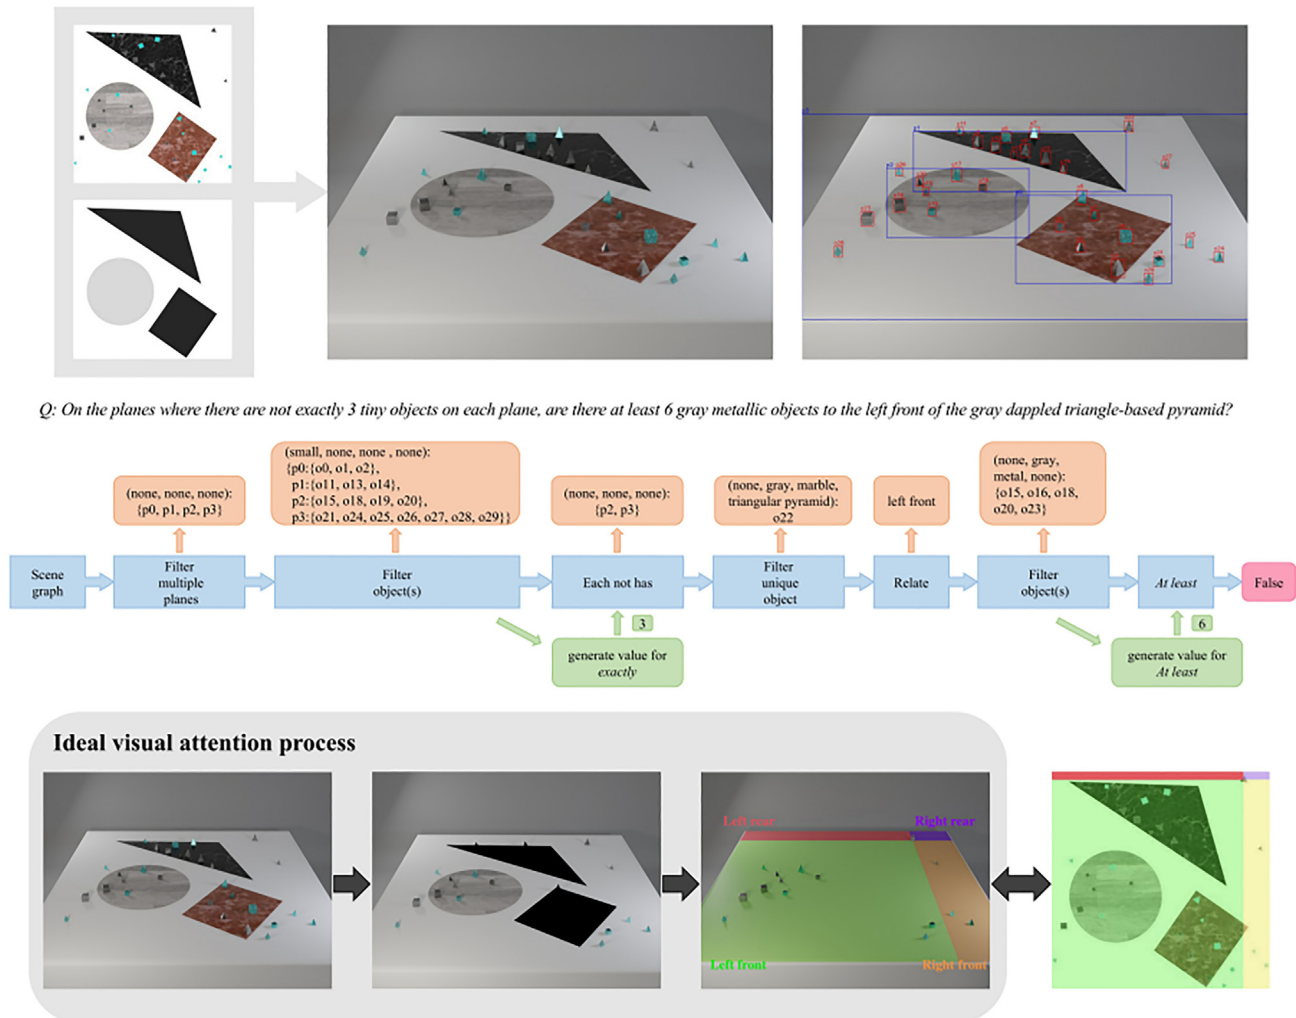 Q: On the planes where there are not exactly 3 tiny objects on each plane, are there at least 6 gray metallic objects to the left front of the gray dappled triangle-based pyramid?
(none, none, none):
{p0, p1, p2, p3}
(small, none, none , none):
{p0:{o0, o1, o2},
p1:{o11, o13, o14},
p2:{o15, o18, o19, o20},
p3:{o21, o24, o25, o26, o27, o28, o29}}
(none, none, none):
{p2, p3}
(none, gray, marble,
triangular pyramid):
o22
left front
(none, gray,
metal, none):
{o15, o16, o18,
o20, o23}
Scene
graph
Filter
multiple
planes
Filter
object(s)
Each not has
Filter
unique
object
Relate
Filter
object(s)
At least
False
3
generate value for
exactly
6
generate value for
At least
Ideal visual attention process
Left rear
Right rear
Left front
Right front